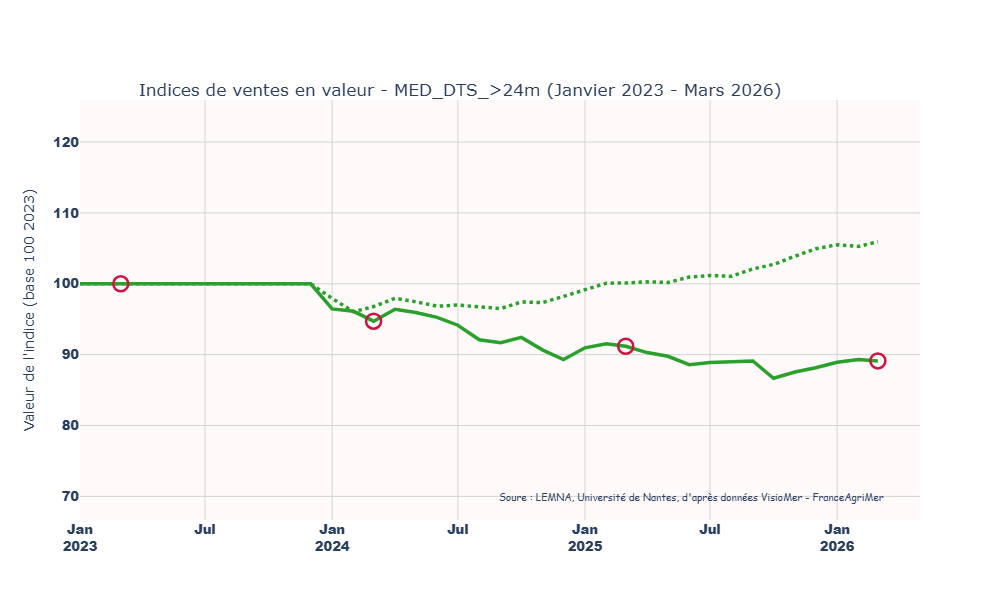 Indices de ventes en valeur - MED_DTS_>24m (Janvier 2023 - Mars 2026)
Valeur de l'indice (base 100 2023)
120
110
100
90
80
70
Soure : LEMNA, Université de Nantes, d'après données VisioMer - FranceAgriMer
Jan
2023
Jul
Jan
2024
Jul
Jan
2025
Jul
Jan
2026